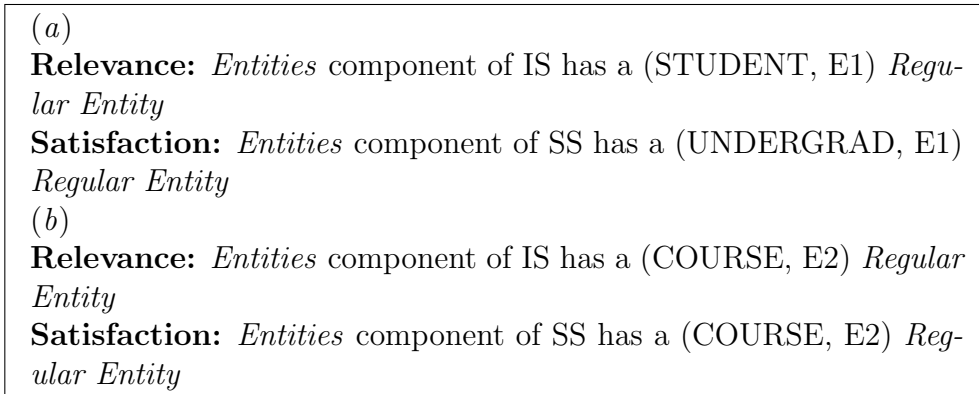 (a)
Relevance: Entities component of IS has a (STUDENT, E1) Regu-
lar Entity
Satisfaction: Entities component of SS has a (UNDERGRAD, E1)
Regular Entity
(b)
Relevance: Entities component of IS has a (COURSE, E2) Regular
Entity
Satisfaction: Entities component of SS has a (COURSE, E2) Reg-
ular Entity